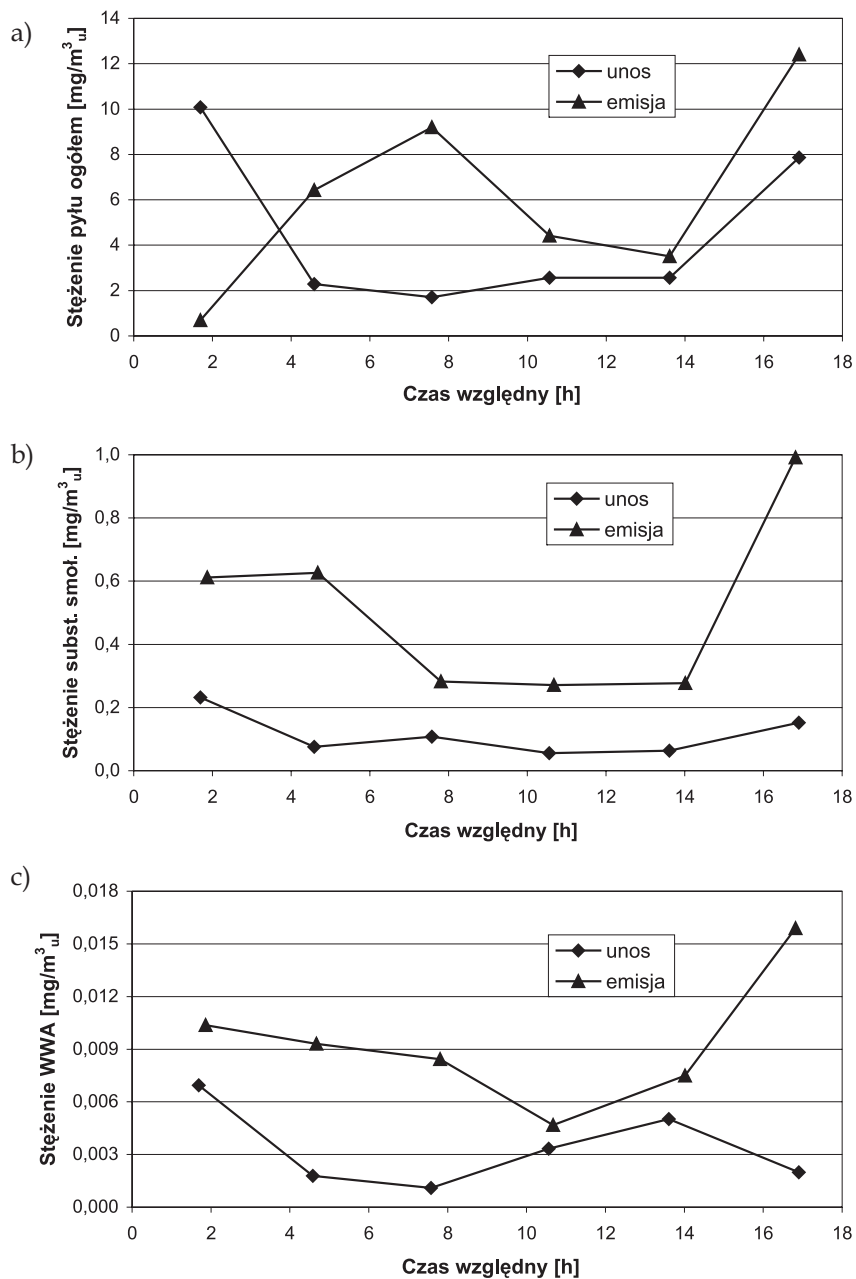 a)
Stężenie pyłu ogółem [mg/m³ᵤ]
14
12
10
8
6
4
2
0
unos
emisja
0 2 4 6 8 10 12 14 16 18
Czas względny [h]
b)
Stężenie subst. smoł. [mg/m³ᵤ]
1,0
0,8
0,6
0,4
0,2
0,0
unos
emisja
0 2 4 6 8 10 12 14 16 18
Czas względny [h]
c)
Stężenie WWA [mg/m³ᵤ]
0,018
0,015
0,012
0,009
0,006
0,003
0,000
unos
emisja
0 2 4 6 8 10 12 14 16 18
Czas względny [h]